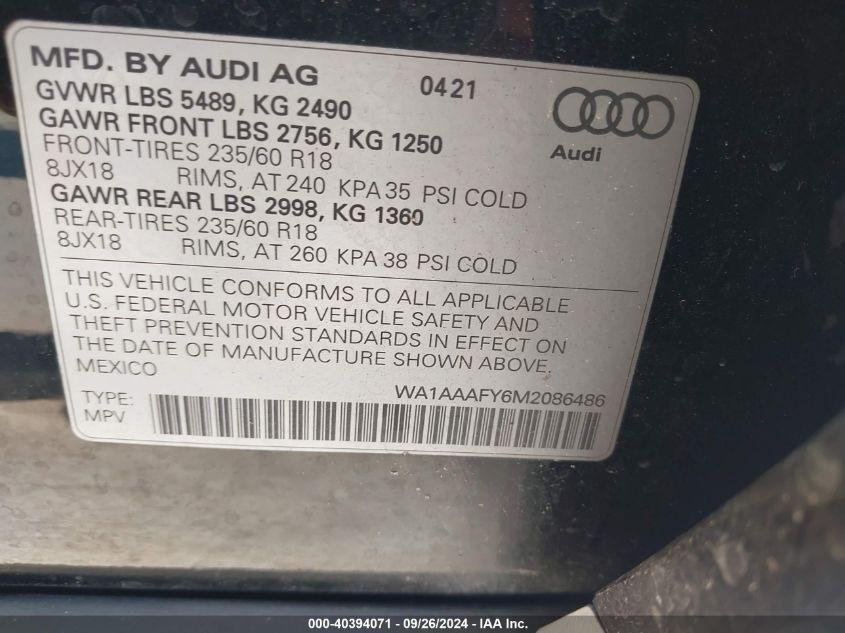 MFD. BY AUDI AG 0421
GVWR LBS 5489, KG 2490
GAWR FRONT LBS 2756, KG 1250
FRONT-TIRES 235/60 R18
8JX18 RIMS, AT 240 KPA 35 PSI COLD
GAWR REAR LBS 2998, KG 1360
REAR-TIRES 235/60 R18
8JX18 RIMS, AT 260 KPA 38 PSI COLD
Audi
THIS VEHICLE CONFORMS TO ALL APPLICABLE
U.S. FEDERAL MOTOR VEHICLE SAFETY AND
THEFT PREVENTION STANDARDS IN EFFECT ON
THE DATE OF MANUFACTURE SHOWN ABOVE.
MEXICO
WA1AAAFY6M2086486
TYPE:
MPV
000-40394071 - 09/26/2024 - IAA Inc.